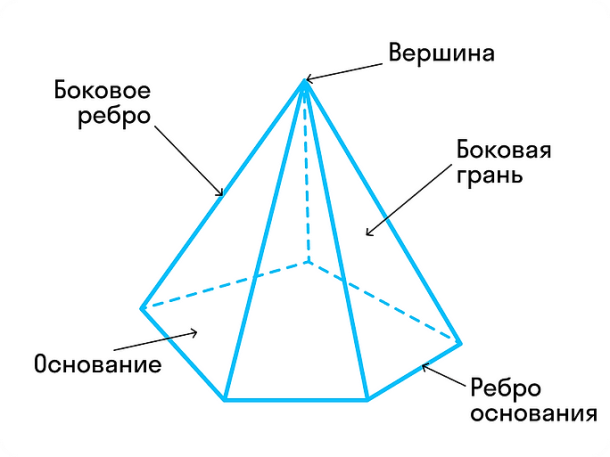 Вершина
Боковое
ребро
Боковая
грань
Основание
Ребро
основания